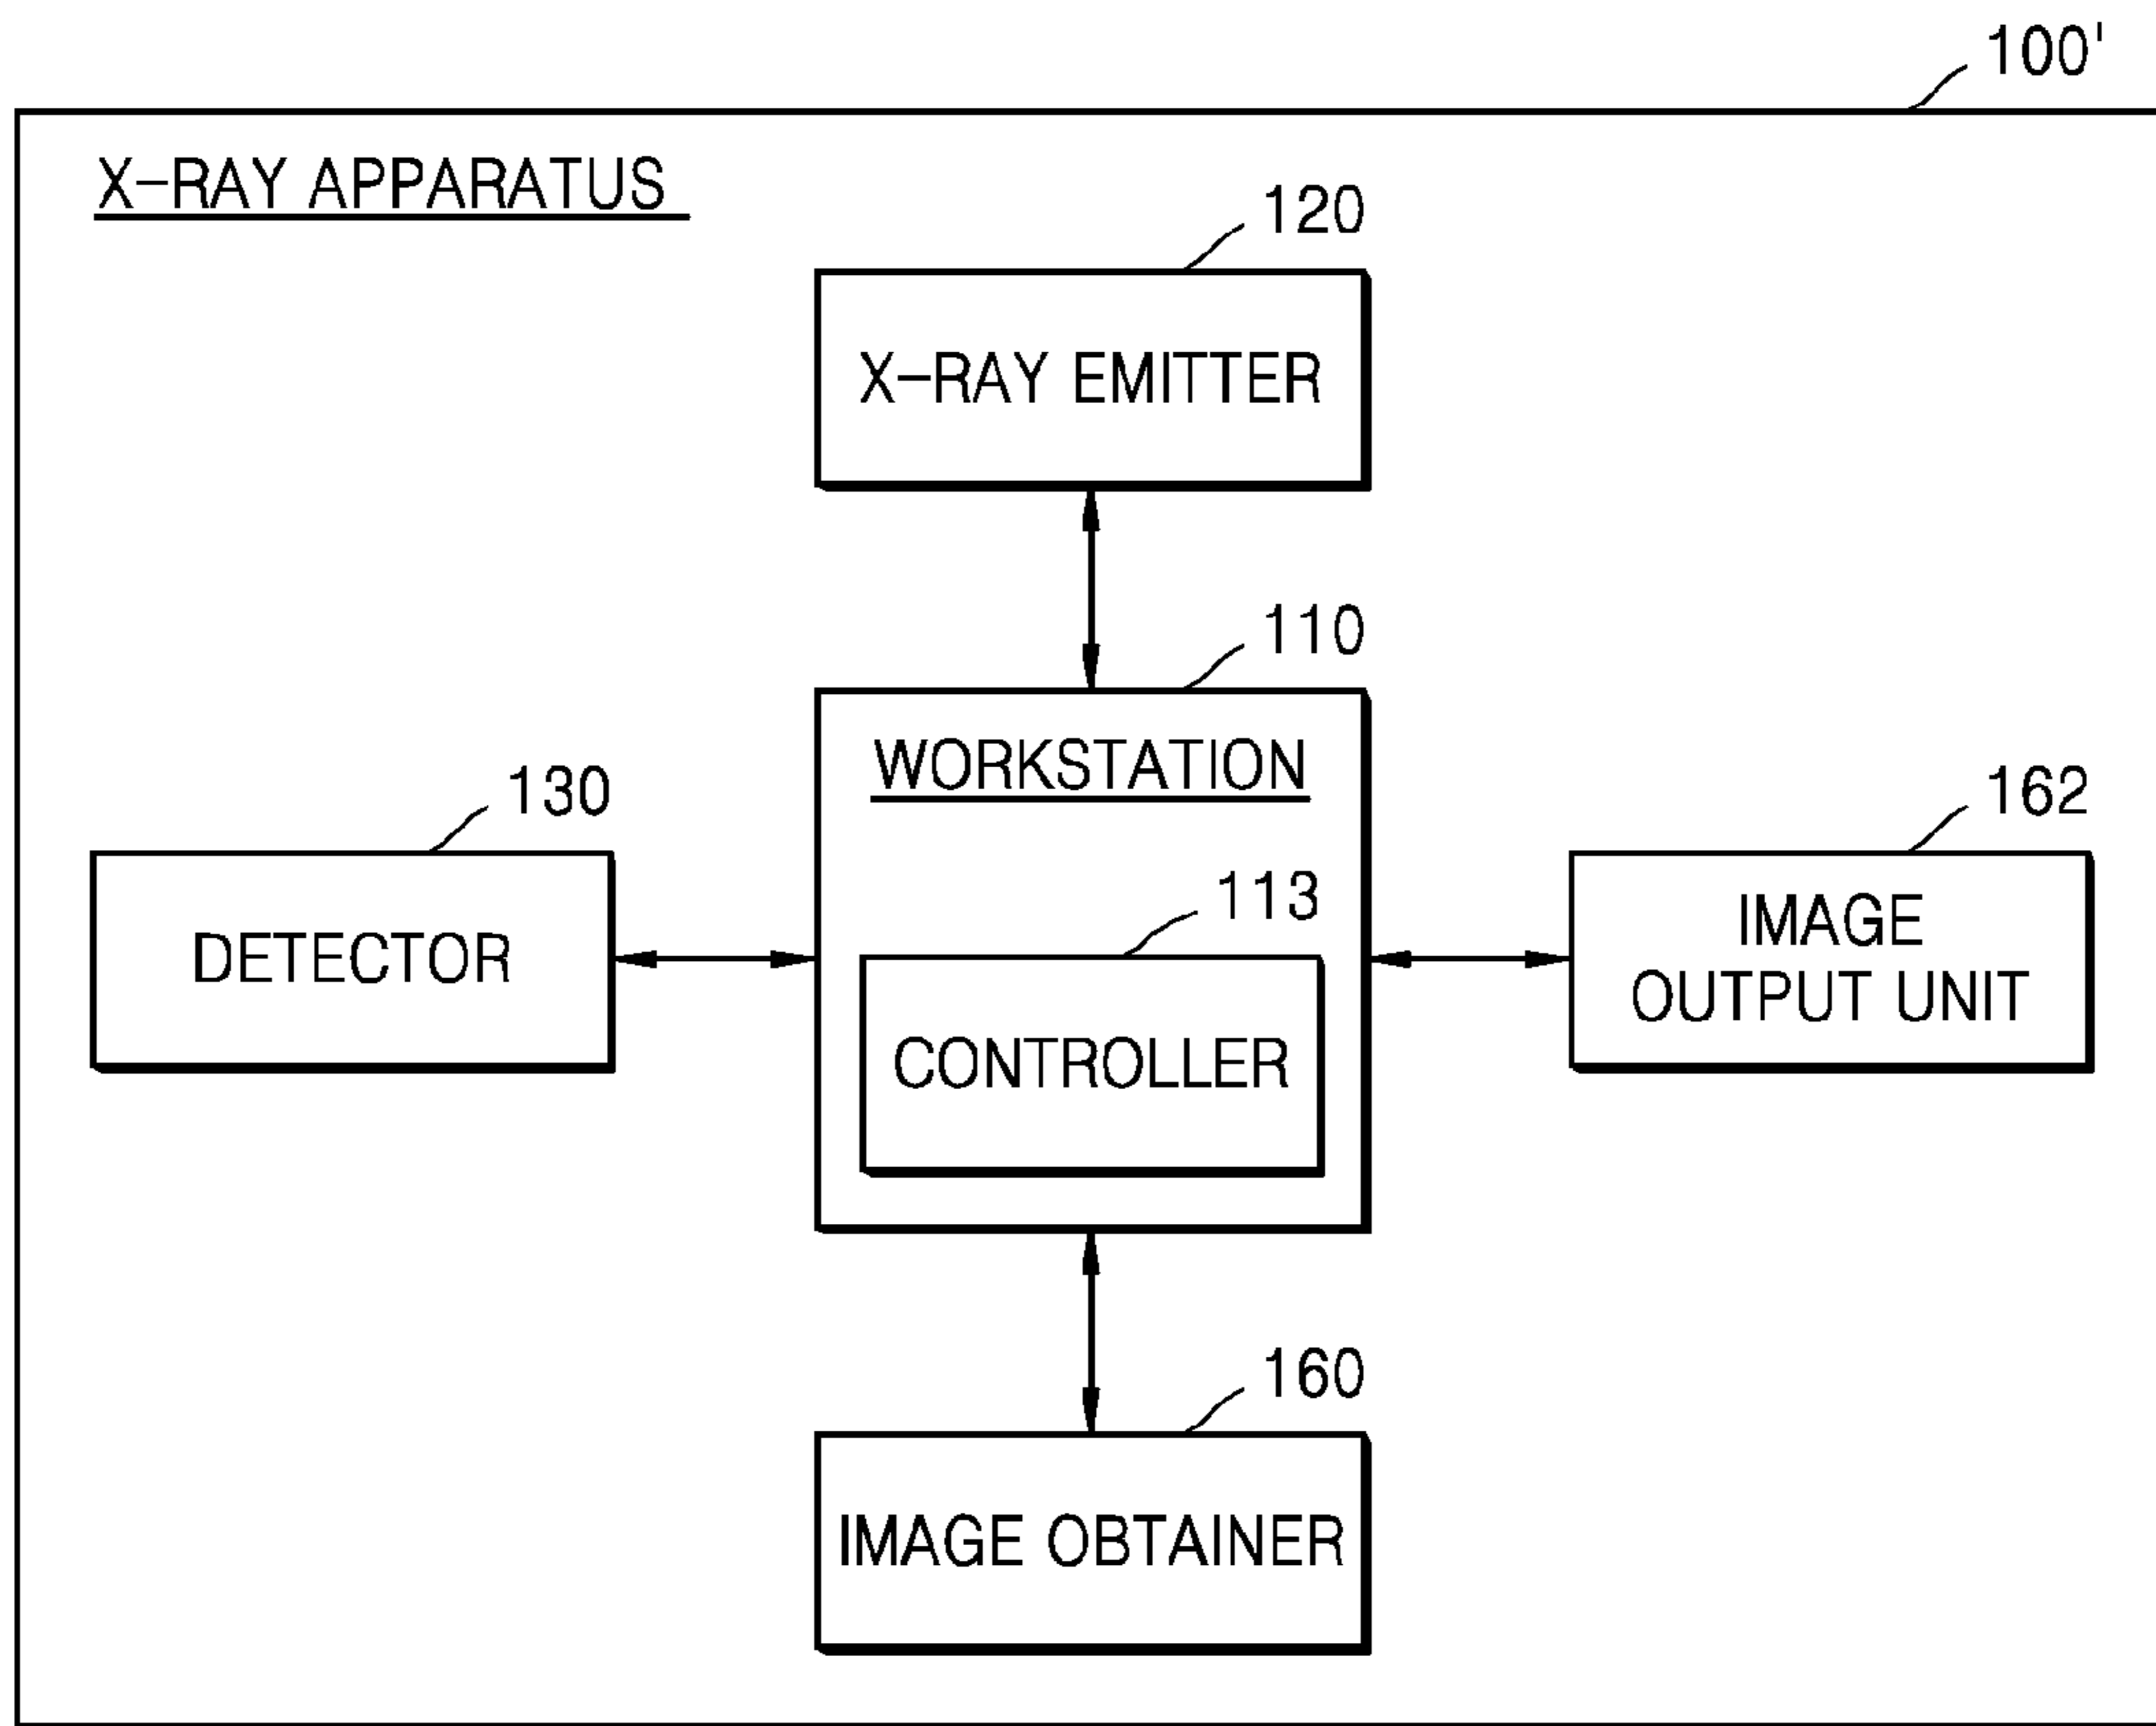 100'
X-RAY APPARATUS
120
X-RAY EMITTER
110
WORKSTATION
130
DETECTOR
113
CONTROLLER
162
IMAGE
OUTPUT UNIT
160
IMAGE OBTAINER